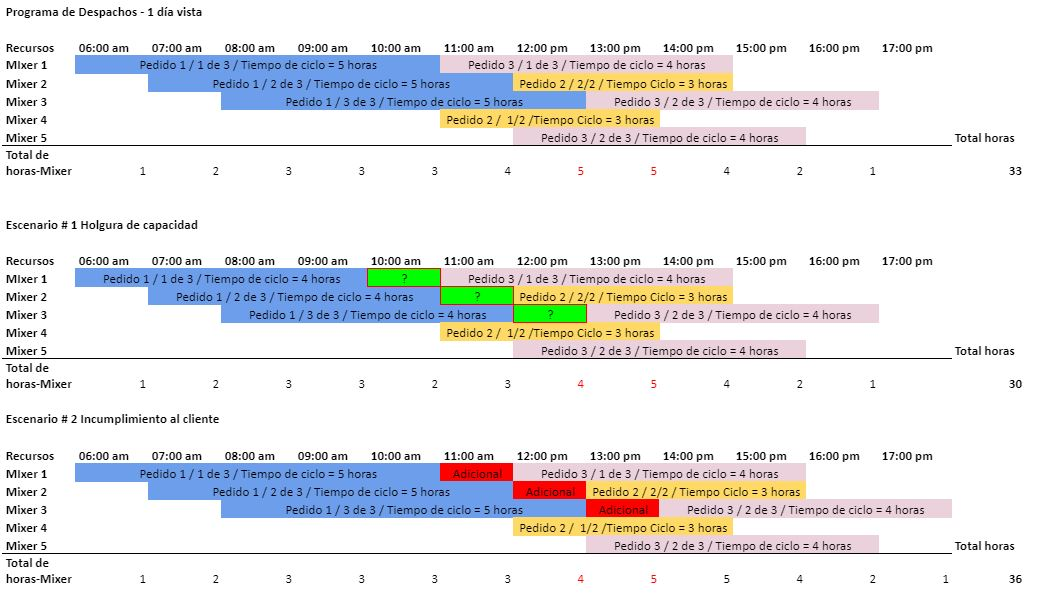 Programa de Despachos - 1 día vista
Recursos 06:00 am 07:00 am 08:00 am 09:00 am 10:00 am 11:00 am 12:00 pm 13:00 pm 14:00 pm 15:00 pm 16:00 pm 17:00 pm
MIxer 1 Pedido 1 / 1 de 3 / Tiempo de ciclo = 5 horas Pedido 3 / 1 de 3 / Tiempo de ciclo = 4 horas
Mixer 2 Pedido 1 / 2 de 3 / Tiempo de ciclo = 5 horas Pedido 2 / 2/2 / Tiempo Ciclo = 3 horas
Mixer 3 Pedido 1 / 3 de 3 / Tiempo de ciclo = 5 horas Pedido 3 / 2 de 3 / Tiempo de ciclo = 4 horas
Mixer 4 Pedido 2 / 1/2 /Tiempo Ciclo = 3 horas
Mixer 5 Pedido 3 / 2 de 3 / Tiempo de ciclo = 4 horas Total horas
Total de
horas-Mixer 1 2 3 3 3 4 5 5 4 2 1 33
Escenario # 1 Holgura de capacidad
Recursos 06:00 am 07:00 am 08:00 am 09:00 am 10:00 am 11:00 am 12:00 pm 13:00 pm 14:00 pm 15:00 pm 16:00 pm 17:00 pm
MIxer 1 Pedido 1 / 1 de 3 / Tiempo de ciclo = 4 horas ? Pedido 3 / 1 de 3 / Tiempo de ciclo = 4 horas
Mixer 2 Pedido 1 / 2 de 3 / Tiempo de ciclo = 4 horas ? Pedido 2 / 2/2 / Tiempo Ciclo = 3 horas
Mixer 3 Pedido 1 / 3 de 3 / Tiempo de ciclo = 4 horas ? Pedido 3 / 2 de 3 / Tiempo de ciclo = 4 horas
Mixer 4 Pedido 2 / 1/2 /Tiempo Ciclo = 3 horas
Mixer 5 Pedido 3 / 2 de 3 / Tiempo de ciclo = 4 horas Total horas
Total de
horas-Mixer 1 2 3 3 2 3 4 5 4 2 1 30
Escenario # 2 Incumplimiento al cliente
Recursos 06:00 am 07:00 am 08:00 am 09:00 am 10:00 am 11:00 am 12:00 pm 13:00 pm 14:00 pm 15:00 pm 16:00 pm 17:00 pm
MIxer 1 Pedido 1 / 1 de 3 / Tiempo de ciclo = 5 horas Adicional Pedido 3 / 1 de 3 / Tiempo de ciclo = 4 horas
Mixer 2 Pedido 1 / 2 de 3 / Tiempo de ciclo = 5 horas Adicional Pedido 2 / 2/2 / Tiempo Ciclo = 3 horas
Mixer 3 Pedido 1 / 3 de 3 / Tiempo de ciclo = 5 horas Adicional Pedido 3 / 2 de 3 / Tiempo de ciclo = 4 horas
Mixer 4 Pedido 2 / 1/2 /Tiempo Ciclo = 3 horas
Mixer 5 Pedido 3 / 2 de 3 / Tiempo de ciclo = 4 horas Total horas
Total de
horas-Mixer 1 2 3 3 3 3 4 5 5 4 2 1 36